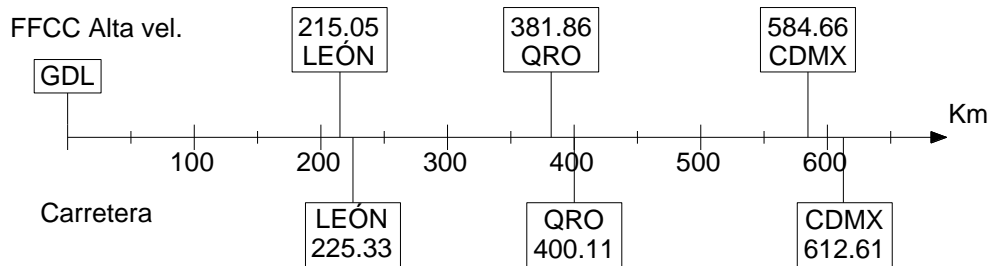 FFCC Alta vel.
215.05
LEÓN
381.86
QRO
584.66
CDMX
GDL
Km
100
200
300
400
500
600
Carretera
LEÓN
225.33
QRO
400.11
CDMX
612.61